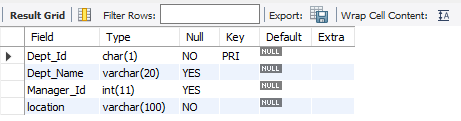 Result Grid Filter Rows: Export: Wrap Cell Content:
Field Type Null Key Default Extra
Dept_Id char(1) NO PRI NULL
Dept_Name varchar(20) YES NULL
Manager_Id int(11) YES NULL
location varchar(100) NO NULL